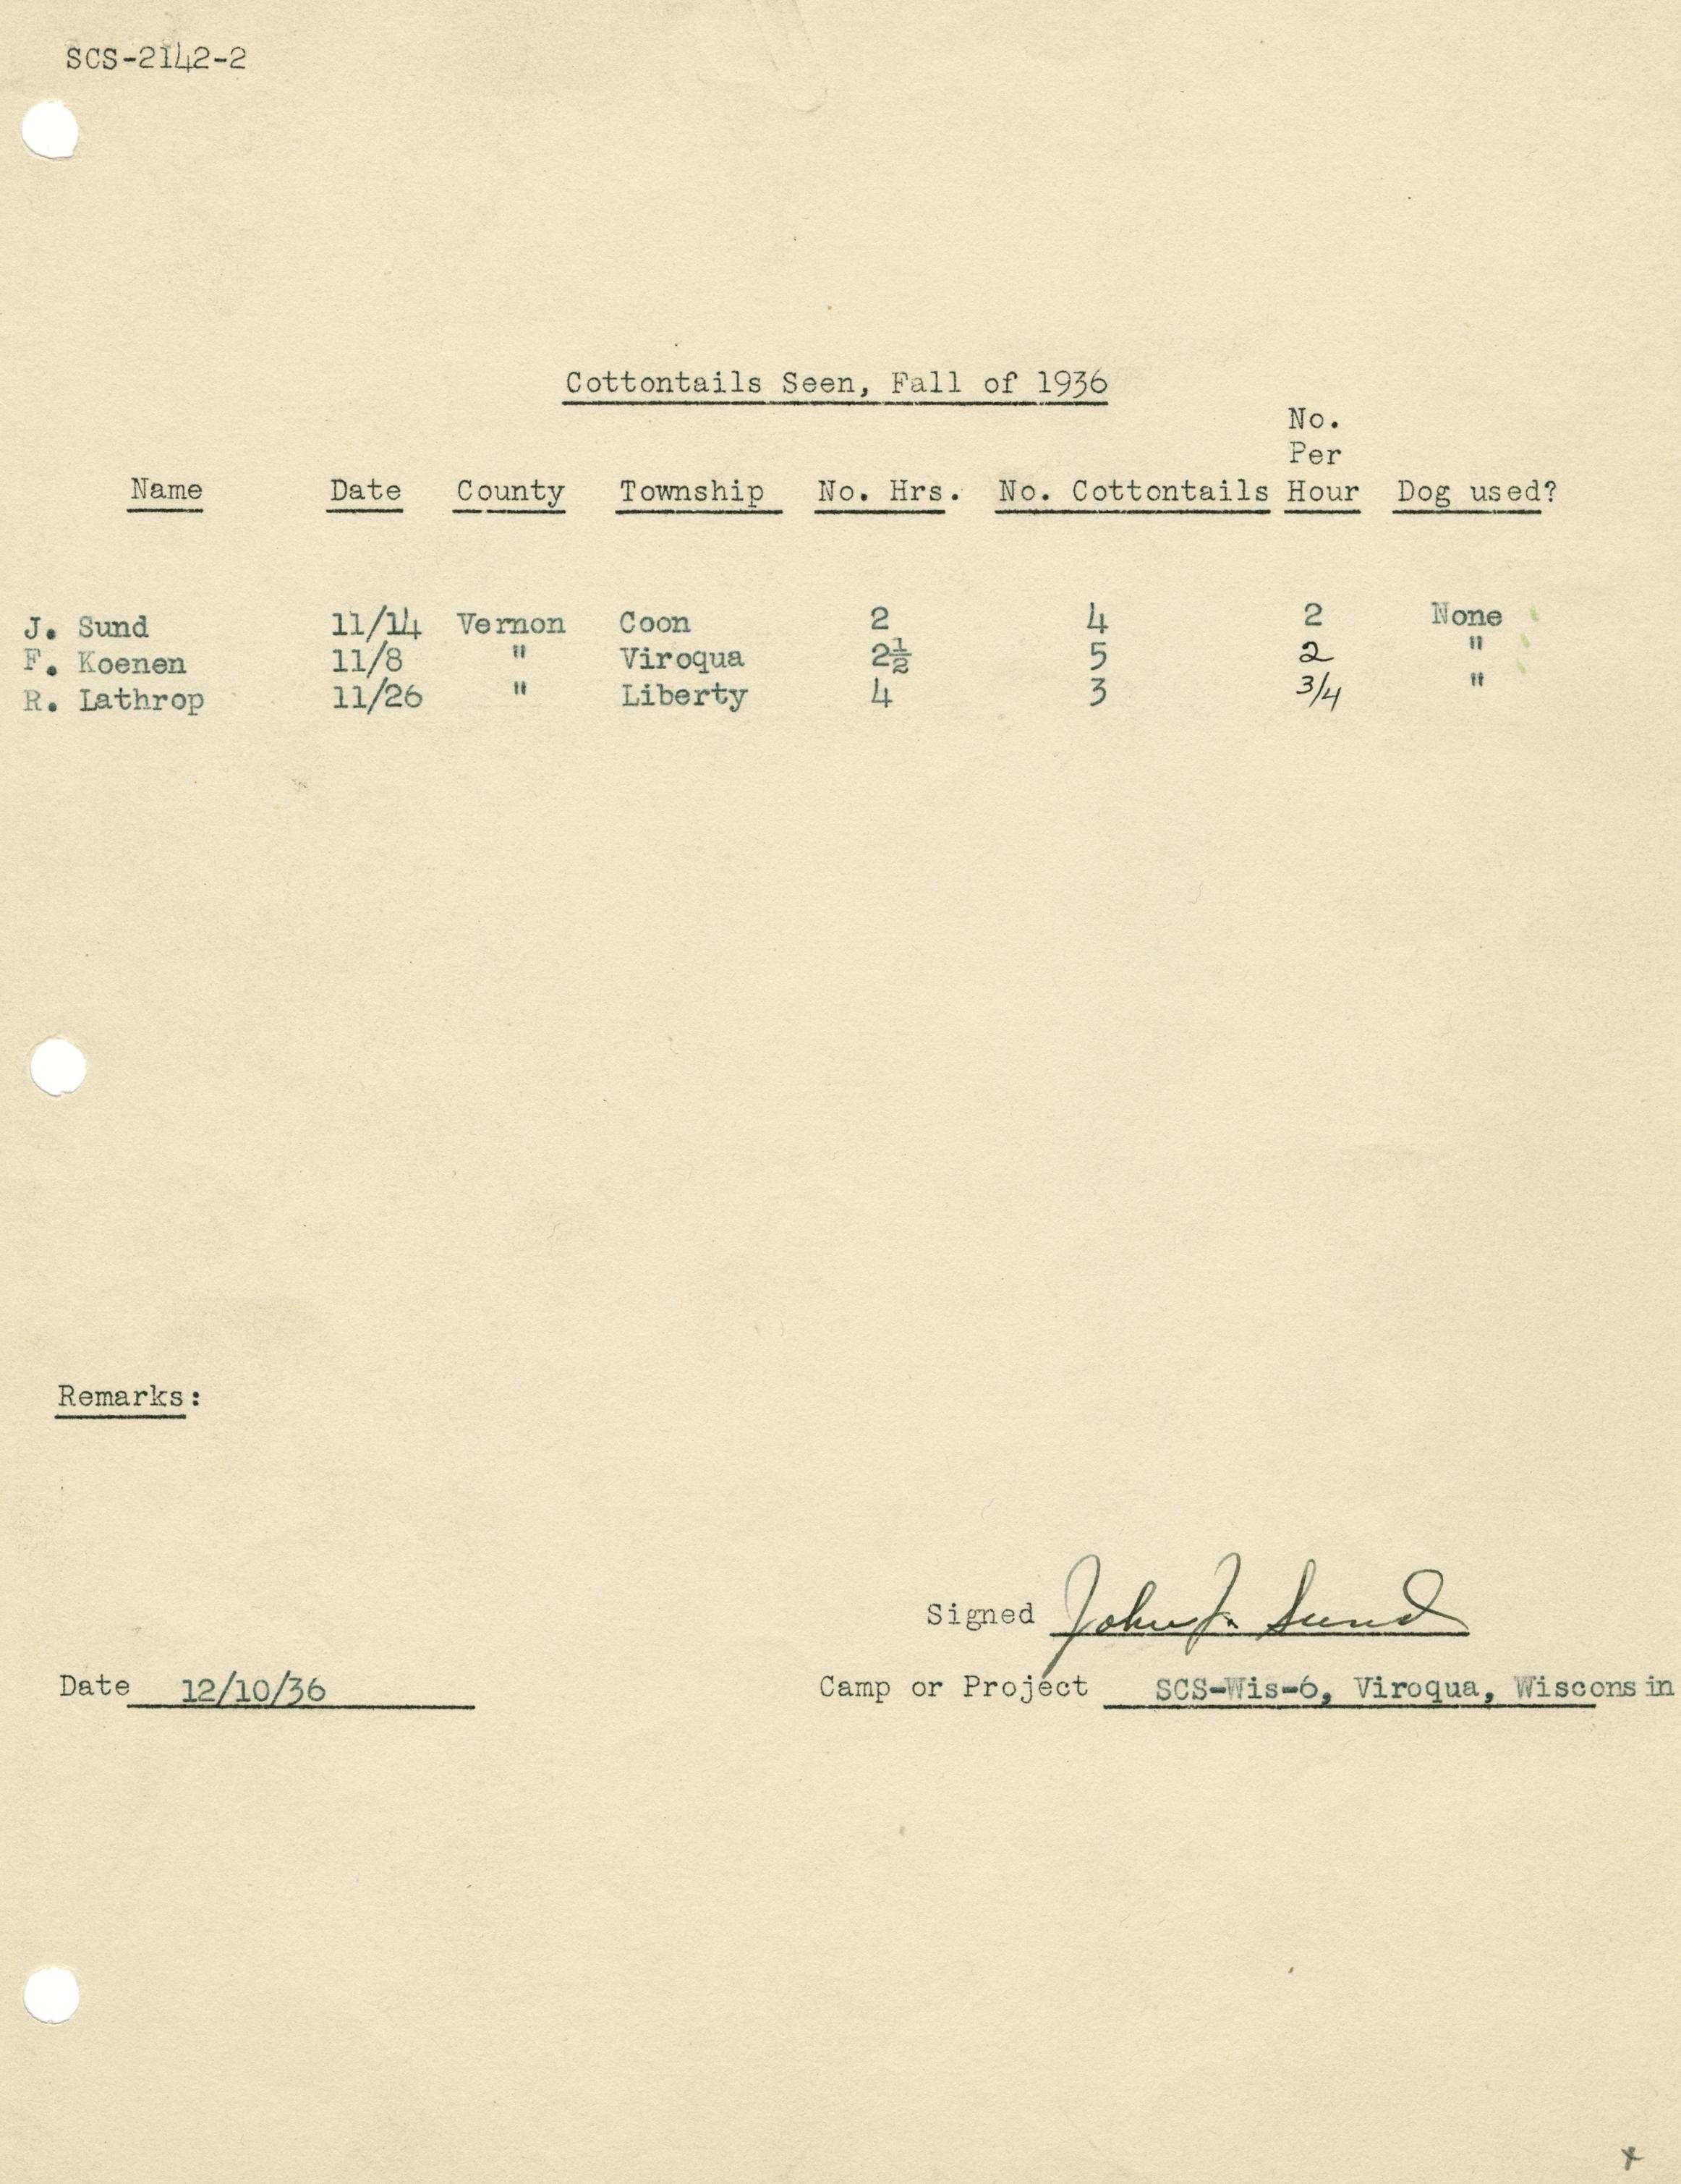 SCS-2142-2
Cottontails Seen, Fall of 1936
No.
Per
Name Date County Township No. Hrs. No. Cottontails Hour Dog used?
J. Sund 11/14 Vernon Coon 2 4 2 None
F. Koenen 11/8 " Viroqua 2½ 5 2 "
R. Lathrop 11/26 " Liberty 4 3 3/4 "
Remarks:
Signed John J. Sund
Date 12/10/36 Camp or Project SCS-Wis-6, Viroqua, Wisconsin
x